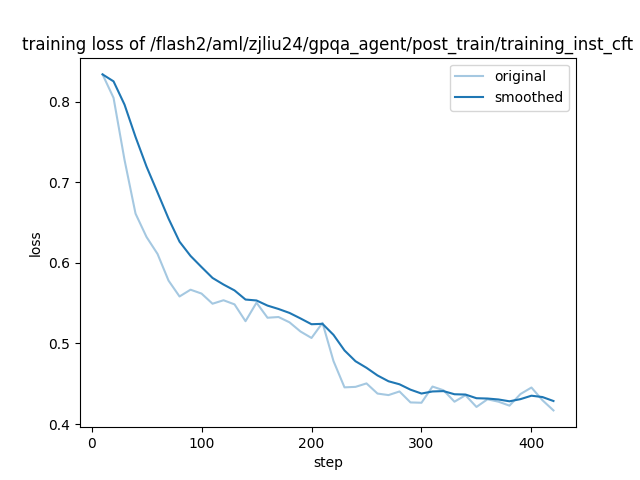 training loss of /flash2/aml/zjliu24/gpqa_agent/post_train/training_inst_cft
original
smoothed
0.8
0.7
0.6
0.5
0.4
loss
0
100
200
300
400
step